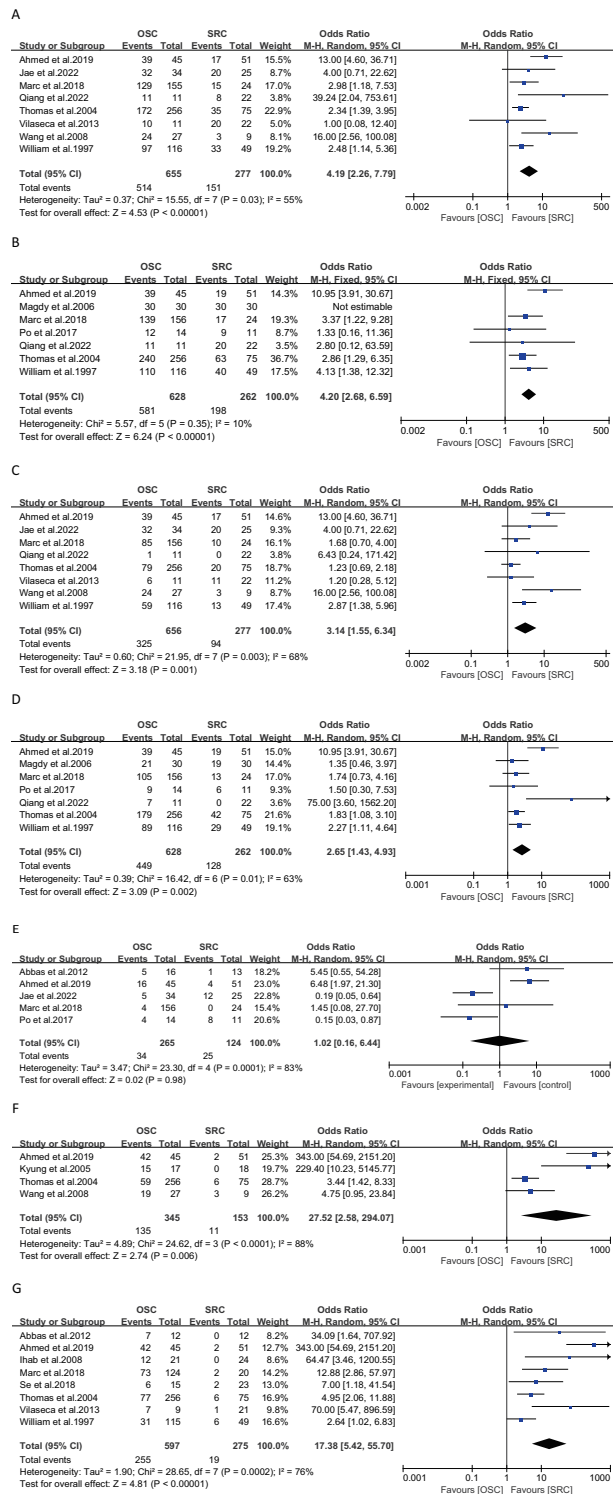 A
OSC SRC Odds Ratio Odds Ratio
Study or Subgroup Events Total Events Total Weight M-H, Random, 95% CI M-H, Random, 95% CI
Ahmed et al.2019 39 45 17 51 15.5% 13.00 [4.60, 36.71]
Jae et al.2022 32 34 20 25 8.7% 4.00 [0.71, 22.62]
Marc et al.2018 129 155 15 24 17.0% 2.98 [1.18, 7.53]
Qiang et al.2022 11 11 8 22 3.7% 39.24 [2.04, 753.61]
Thomas et al.2004 172 256 35 75 22.9% 2.34 [1.39, 3.95]
Vilaseca et al.2013 10 11 20 22 5.0% 1.00 [0.08, 12.40]
Wang et al.2008 24 27 3 9 8.0% 16.00 [2.56, 100.08]
William et al.1997 97 116 33 49 19.2% 2.48 [1.14, 5.36]
Total (95% CI) 655 277 100.0% 4.19 [2.26, 7.79]
Total events 514 151
Heterogeneity: Tau² = 0.37; Chi² = 15.55, df = 7 (P = 0.03); I² = 55%
Test for overall effect: Z = 4.53 (P < 0.00001)
0.002 0.1 1 10 500
Favours [OSC] Favours [SRC]
B
OSC SRC Odds Ratio Odds Ratio
Study or Subgroup Events Total Events Total Weight M-H, Fixed, 95% CI M-H, Fixed, 95% CI
Ahmed et al.2019 39 45 19 51 14.3% 10.95 [3.91, 30.67]
Magdy et al.2006 30 30 30 30 Not estimable
Marc et al.2018 139 156 17 24 19.3% 3.37 [1.22, 9.28]
Po et al.2017 12 14 9 11 8.7% 1.33 [0.16, 11.36]
Qiang et al.2022 11 11 20 22 3.5% 2.80 [0.12, 63.59]
Thomas et al.2004 240 256 63 75 36.7% 2.86 [1.29, 6.35]
William et al.1997 110 116 40 49 17.5% 4.13 [1.38, 12.32]
Total (95% CI) 628 262 100.0% 4.20 [2.68, 6.59]
Total events 581 198
Heterogeneity: Chi² = 5.57, df = 5 (P = 0.35); I² = 10%
Test for overall effect: Z = 6.24 (P < 0.00001)
0.002 0.1 1 10 500
Favours [OSC] Favours [SRC]
C
OSC SRC Odds Ratio Odds Ratio
Study or Subgroup Events Total Events Total Weight M-H, Random, 95% CI M-H, Random, 95% CI
Ahmed et al.2019 39 45 17 51 14.6% 13.00 [4.60, 36.71]
Jae et al.2022 32 34 20 25 9.4% 4.00 [0.71, 22.62]
Marc et al.2018 85 156 10 24 16.1% 1.68 [0.70, 4.00]
Qiang et al.2022 1 11 0 22 3.7% 6.43 [0.24, 171.42]
Thomas et al.2004 79 256 20 75 18.7% 1.23 [0.69, 2.18]
Vilaseca et al.2013 6 11 11 22 11.2% 1.20 [0.28, 5.12]
Wang et al.2008 24 27 3 9 8.8% 16.00 [2.56, 100.08]
William et al.1997 59 116 13 49 17.4% 2.87 [1.38, 5.96]
Total (95% CI) 656 277 100.0% 3.14 [1.55, 6.34]
Total events 325 94
Heterogeneity: Tau² = 0.60; Chi² = 21.95, df = 7 (P = 0.003); I² = 68%
Test for overall effect: Z = 3.18 (P = 0.001)
0.002 0.1 1 10 500
Favours [OSC] Favours [SRC]
D
OSC SRC Odds Ratio Odds Ratio
Study or Subgroup Events Total Events Total Weight M-H, Random, 95% CI M-H, Random, 95% CI
Ahmed et al.2019 39 45 19 51 15.0% 10.95 [3.91, 30.67]
Magdy et al.2006 21 30 19 30 14.4% 1.35 [0.46, 3.97]
Marc et al.2018 105 156 13 24 17.2% 1.74 [0.73, 4.16]
Po et al.2017 9 14 6 11 9.1% 1.50 [0.30, 7.53]
Qiang et al.2022 7 11 0 22 3.6% 75.00 [3.60, 1562.20]
Thomas et al.2004 179 256 42 75 21.6% 1.83 [1.08, 3.10]
William et al.1997 89 116 29 49 19.1% 2.27 [1.11, 4.64]
Total (95% CI) 628 262 100.0% 2.65 [1.43, 4.93]
Total events 449 128
Heterogeneity: Tau² = 0.39; Chi² = 16.42, df = 6 (P = 0.01); I² = 63%
Test for overall effect: Z = 3.09 (P = 0.002)
0.001 0.1 1 10 1000
Favours [OSC] Favours [SRC]
E
OSC SRC Odds Ratio Odds Ratio
Study or Subgroup Events Total Events Total Weight M-H, Random, 95% CI M-H, Random, 95% CI
Abbas et al.2012 5 16 1 13 18.2% 5.45 [0.55, 54.28]
Ahmed et al.2019 16 45 4 51 23.0% 6.48 [1.97, 21.30]
Jae et al.2022 5 34 12 25 22.8% 0.19 [0.05, 0.64]
Marc et al.2018 4 156 0 24 15.4% 1.45 [0.08, 27.70]
Po et al.2017 4 14 8 11 20.6% 0.15 [0.03, 0.87]
Total (95% CI) 265 124 100.0% 1.02 [0.16, 6.44]
Total events 34 25
Heterogeneity: Tau² = 3.47; Chi² = 23.30, df = 4 (P = 0.0001); I² = 83%
Test for overall effect: Z = 0.02 (P = 0.98)
0.001 0.1 1 10 1000
Favours [experimental] Favours [control]
F
OSC SRC Odds Ratio Odds Ratio
Study or Subgroup Events Total Events Total Weight M-H, Random, 95% CI M-H, Random, 95% CI
Ahmed et al.2019 42 45 2 51 25.3% 343.00 [54.69, 2151.20]
Kyung et al.2005 15 17 0 18 19.7% 229.40 [10.23, 5145.77]
Thomas et al.2004 59 256 6 75 28.8% 3.44 [1.42, 8.33]
Wang et al.2008 19 27 3 9 26.2% 4.75 [0.95, 23.84]
Total (95% CI) 345 153 100.0% 27.52 [2.58, 294.07]
Total events 135 11
Heterogeneity: Tau² = 4.89; Chi² = 24.62, df = 3 (P < 0.0001); I² = 88%
Test for overall effect: Z = 2.74 (P = 0.006)
0.001 0.1 1 10 1000
Favours [OSC] Favours [SRC]
G
OSC SRC Odds Ratio Odds Ratio
Study or Subgroup Events Total Events Total Weight M-H, Random, 95% CI M-H, Random, 95% CI
Abbas et al.2012 7 12 0 12 8.2% 34.09 [1.64, 707.92]
Ahmed et al.2019 42 45 2 51 12.7% 343.00 [54.69, 2151.20]
Ihab et al.2008 12 21 0 24 8.6% 64.47 [3.46, 1200.55]
Marc et al.2018 73 124 2 20 14.1% 12.88 [2.86, 57.97]
Se et al.2018 6 15 2 23 12.9% 7.00 [1.18, 41.54]
Thomas et al.2004 77 256 6 75 16.9% 4.95 [2.06, 11.88]
Vilaseca et al.2013 7 9 1 21 9.9% 70.00 [5.47, 896.59]
William et al.1997 31 115 6 49 16.6% 2.64 [1.02, 6.83]
Total (95% CI) 597 275 100.0% 17.38 [5.42, 55.70]
Total events 255 19
Heterogeneity: Tau² = 1.90; Chi² = 28.65, df = 7 (P = 0.0002); I² = 76%
Test for overall effect: Z = 4.81 (P < 0.00001)
0.001 0.1 1 10 1000
Favours [OSC] Favours [SRC]